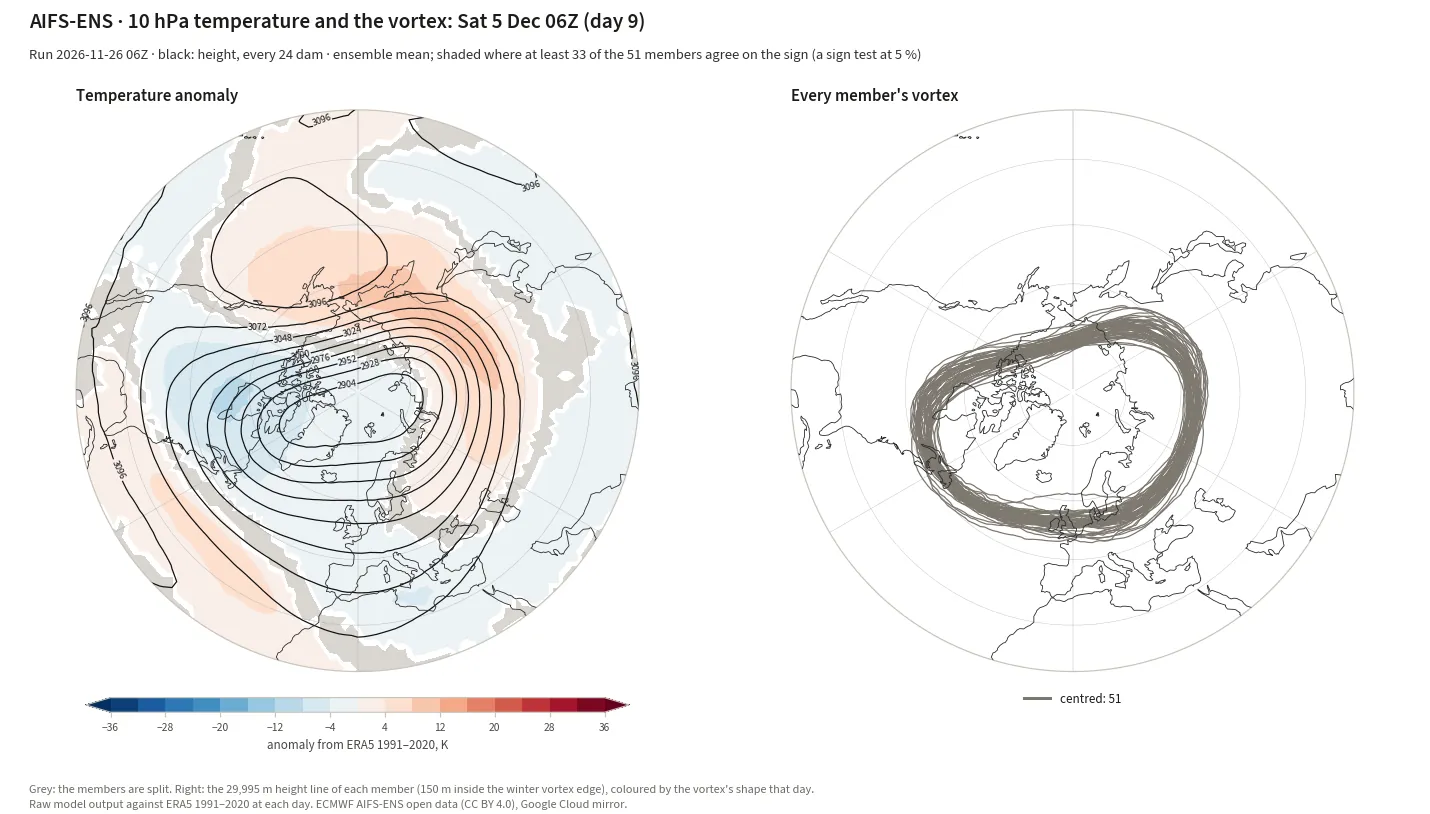 AIFS-ENS · 10 hPa temperature and the vortex: Sat 5 Dec 06Z (day 9)
Run 2026-11-26 06Z · black: height, every 24 dam · ensemble mean; shaded where at least 33 of the 51 members agree on the sign (a sign test at 5 %)
Temperature anomaly
Every member's vortex
3096
3096
3096
3096
3072
3048
3024
3000
2976
2952
2928
2904
3096
3096
centred: 51
−36 −28 −20 −12 −4 4 12 20 28 36
anomaly from ERA5 1991–2020, K
Grey: the members are split. Right: the 29,995 m height line of each member (150 m inside the winter vortex edge), coloured by the vortex's shape that day.
Raw model output against ERA5 1991–2020 at each day. ECMWF AIFS-ENS open data (CC BY 4.0), Google Cloud mirror.